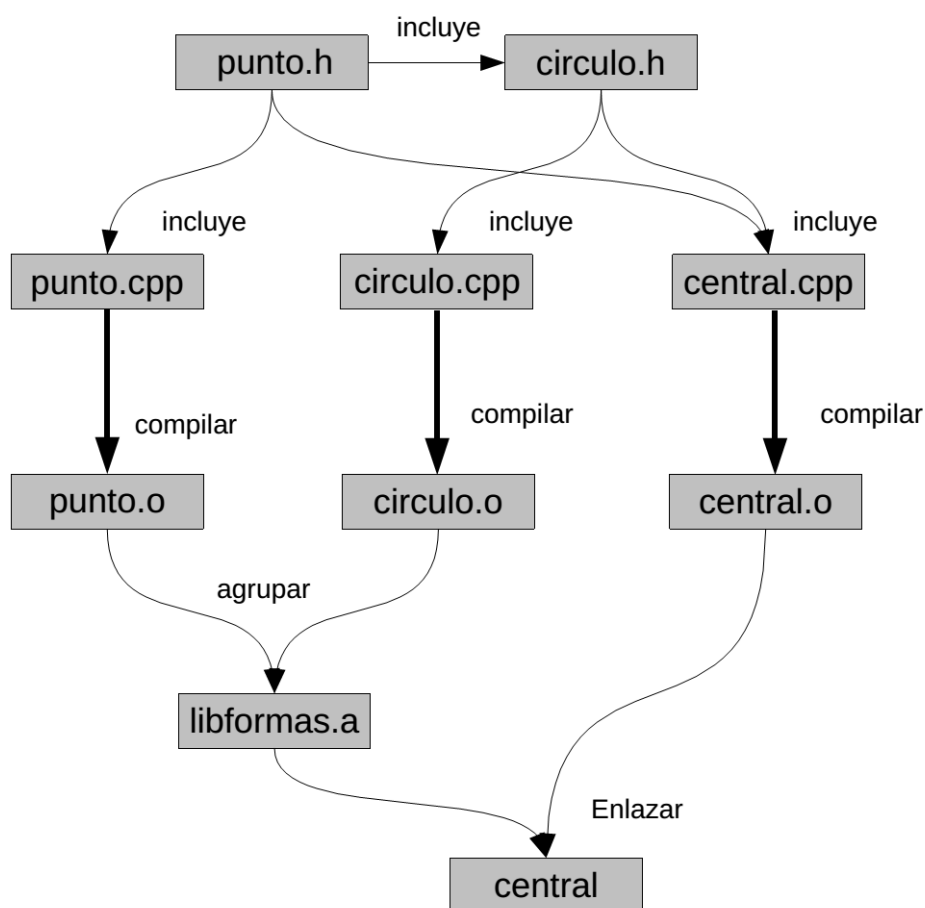 incluye
punto.h
circulo.h
incluye
incluye
incluye
punto.cpp
circulo.cpp
central.cpp
compilar
compilar
compilar
punto.o
circulo.o
central.o
agrupar
libformas.a
Enlazar
central